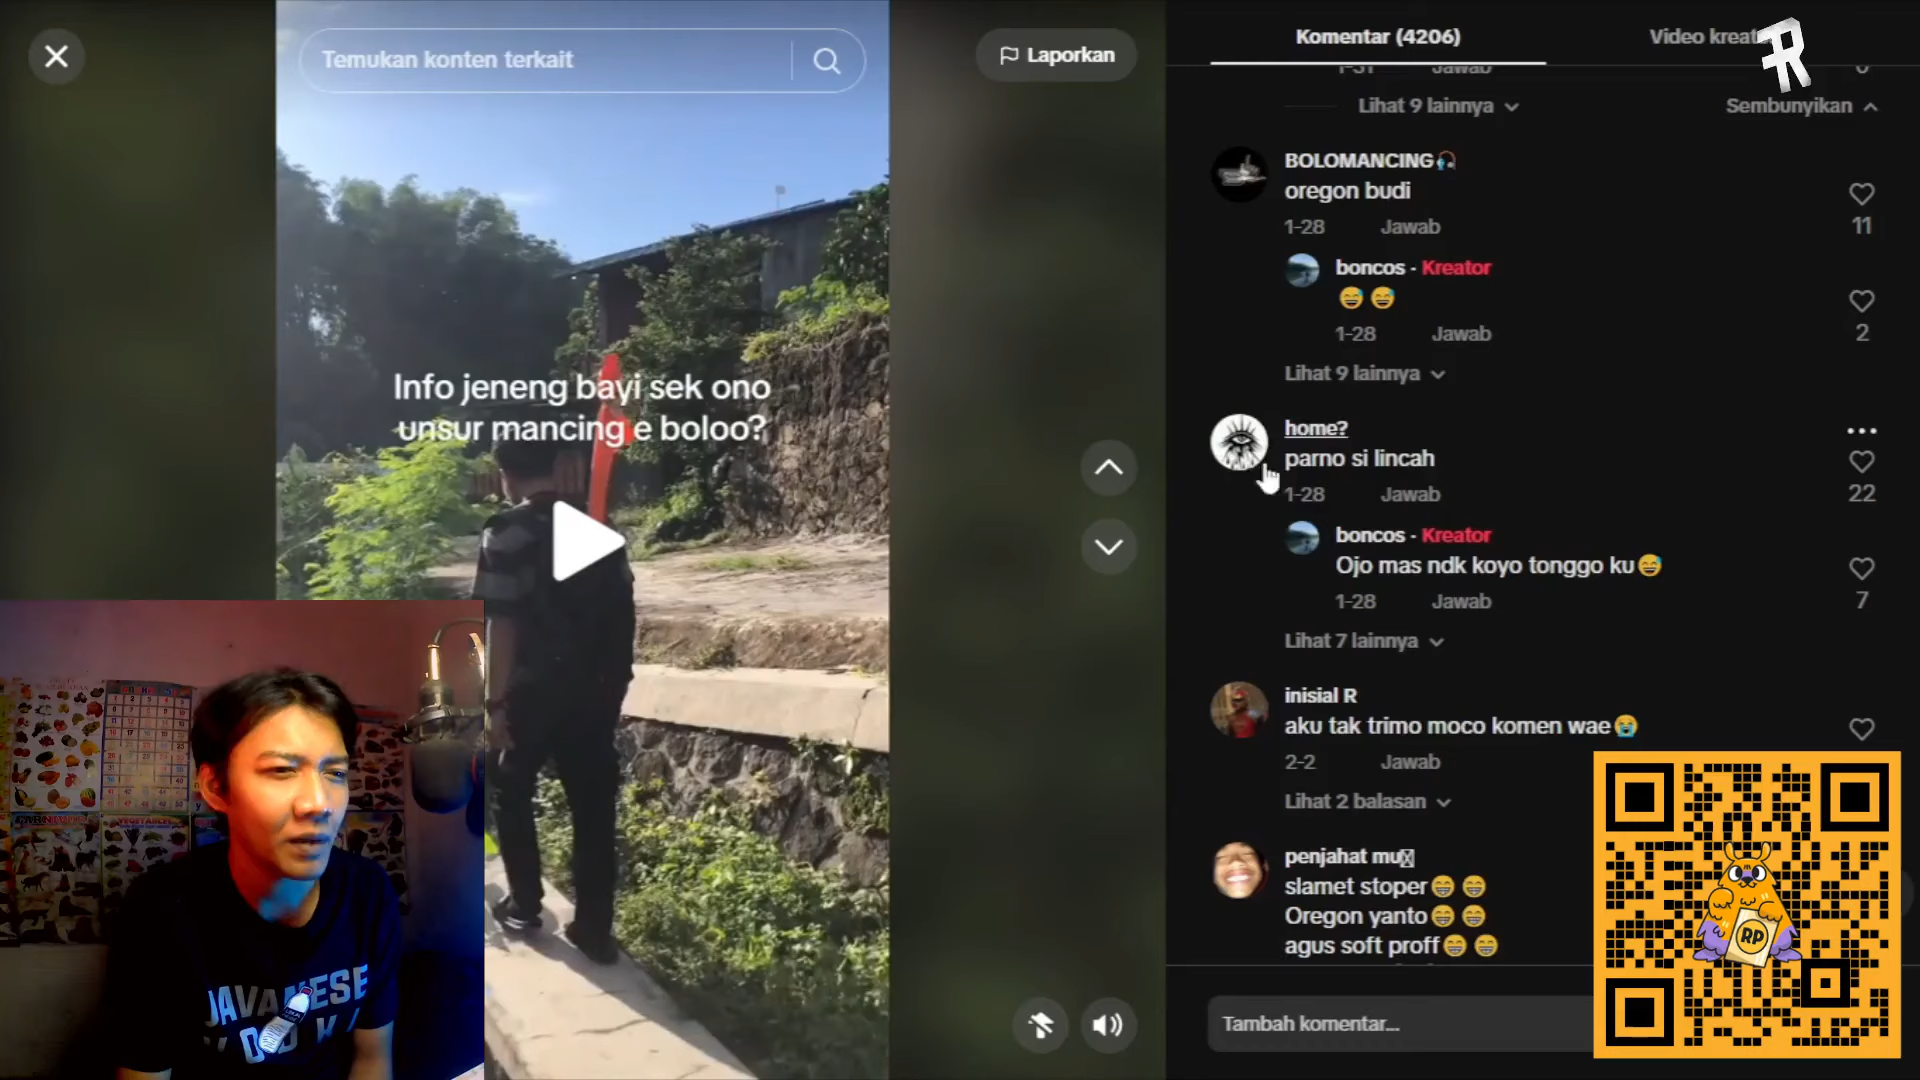 Temukan konten terkait
Laporkan
Info jeneng bayi sek ono
unsur mancing e boloo?
JAVANESE
Komentar (4206)
Video kreat
1-31 Jawab
Lihat 9 lainnya
Sembunyikan
BOLOMANCING🎣
oregon budi
1-28 Jawab
11
boncos · Kreator
😅😅
1-28 Jawab
2
Lihat 9 lainnya
home?
parno si lincah
1-28 Jawab
22
boncos · Kreator
Ojo mas ndk koyo tonggo ku😅
1-28 Jawab
7
Lihat 7 lainnya
inisial R
aku tak trimo moco komen wae😭
2-2 Jawab
Lihat 2 balasan
penjahat mu
slamet stoper😁😁
Oregon yanto😁😁
agus soft proff😁😁
Tambah komentar...
RP